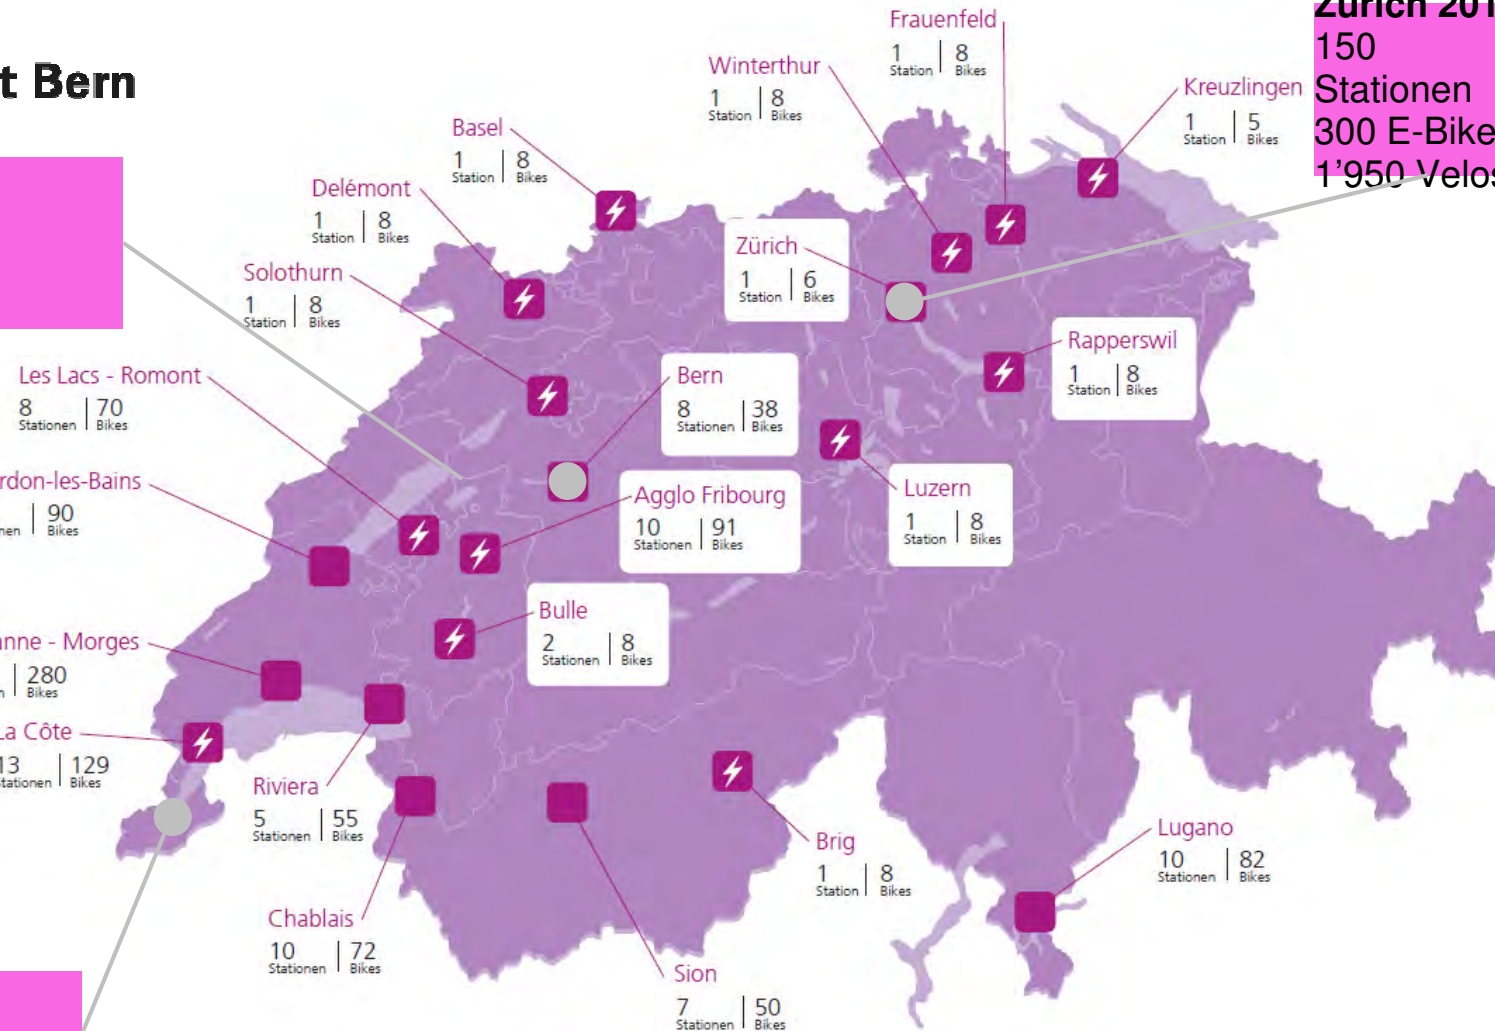 t Bern
Zürich 201
150
Stationen
300 E-Bike
1'950 Velos
Frauenfeld
1 8
Station Bikes
Winterthur
1 8
Station Bikes
Kreuzlingen
1 5
Station Bikes
Basel
1 8
Station Bikes
Delémont
1 8
Station Bikes
Solothurn
1 8
Station Bikes
Zürich
1 6
Station Bikes
Rapperswil
1 8
Station Bikes
Les Lacs - Romont
8 70
Stationen Bikes
Bern
8 38
Stationen Bikes
rdon-les-Bains
90
nen Bikes
Agglo Fribourg
10 91
Stationen Bikes
Luzern
1 8
Station Bikes
Bulle
2 8
Stationen Bikes
anne - Morges
280
n Bikes
La Côte
13 129
tationen Bikes
Riviera
5 55
Stationen Bikes
Brig
1 8
Station Bikes
Lugano
10 82
Stationen Bikes
Chablais
10 72
Stationen Bikes
Sion
7 50
Stationen Bikes